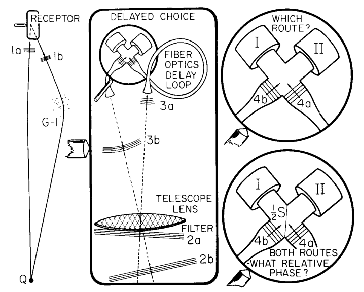 RECEPTOR
1a
1b
G-1
Q
DELAYED CHOICE
FIBER
OPTICS
DELAY
LOOP
3a
3b
TELESCOPE
LENS
FILTER
2a
2b
WHICH
ROUTE?
I
II
4b
4a
I
II
½S
4b
4a
BOTH ROUTES
WHAT RELATIVE
PHASE?